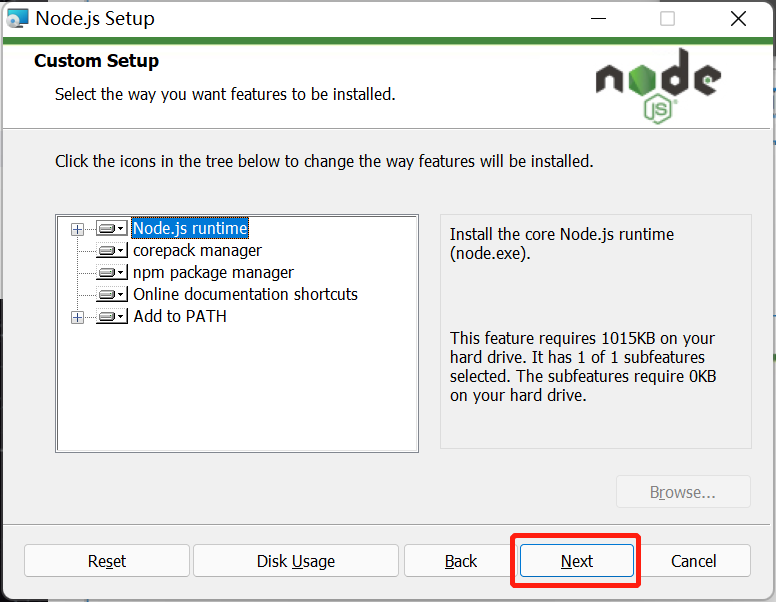 Node.js Setup
Custom Setup
Select the way you want features to be installed.
node
JS
Click the icons in the tree below to change the way features will be installed.
Node.js runtime
corepack manager
npm package manager
Online documentation shortcuts
Add to PATH
Install the core Node.js runtime
(node.exe).
This feature requires 1015KB on your
hard drive. It has 1 of 1 subfeatures
selected. The subfeatures require 0KB
on your hard drive.
Browse...
Reset
Disk Usage
Back
Next
Cancel